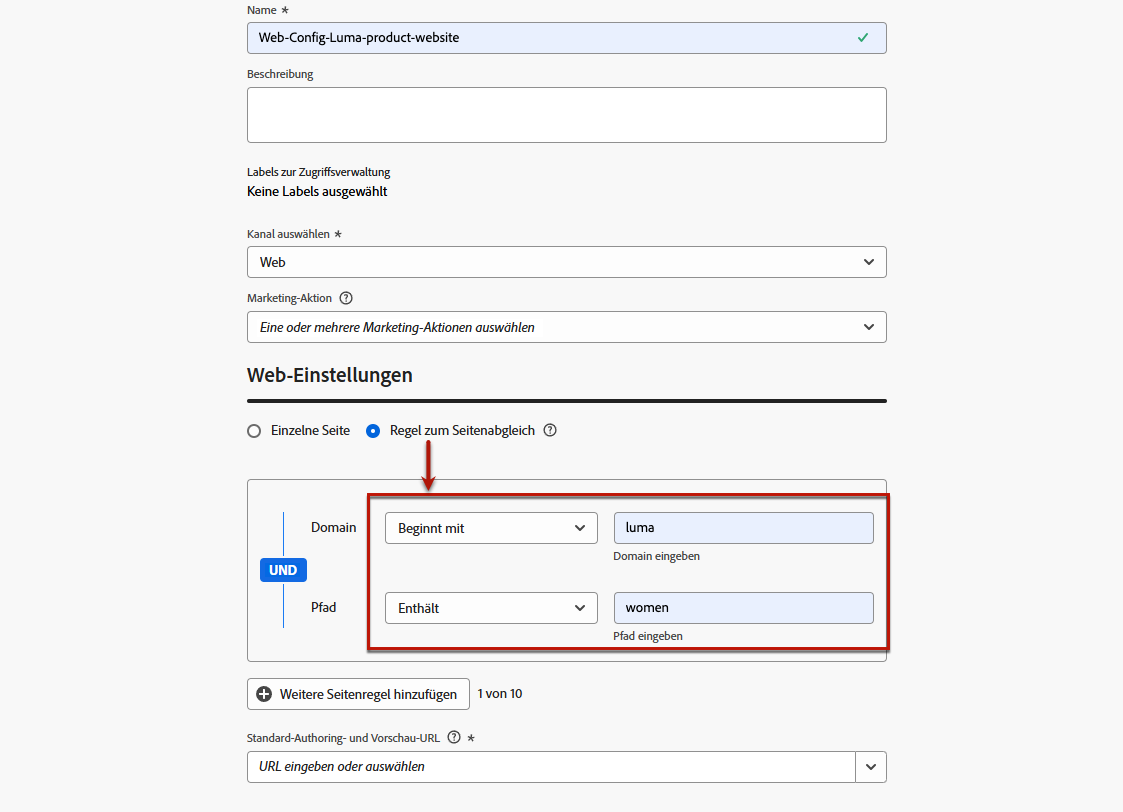 Name *
Web-Config-Luma-product-website
Beschreibung
Labels zur Zugriffsverwaltung
Keine Labels ausgewählt
Kanal auswählen *
Web
Marketing-Aktion ?
Eine oder mehrere Marketing-Aktionen auswählen
Web-Einstellungen
Einzelne Seite Regel zum Seitenabgleich ?
Domain Beginnt mit luma
Domain eingeben
UND
Pfad Enthält women
Pfad eingeben
Weitere Seitenregel hinzufügen 1 von 10
Standard-Authoring- und Vorschau-URL ? *
URL eingeben oder auswählen